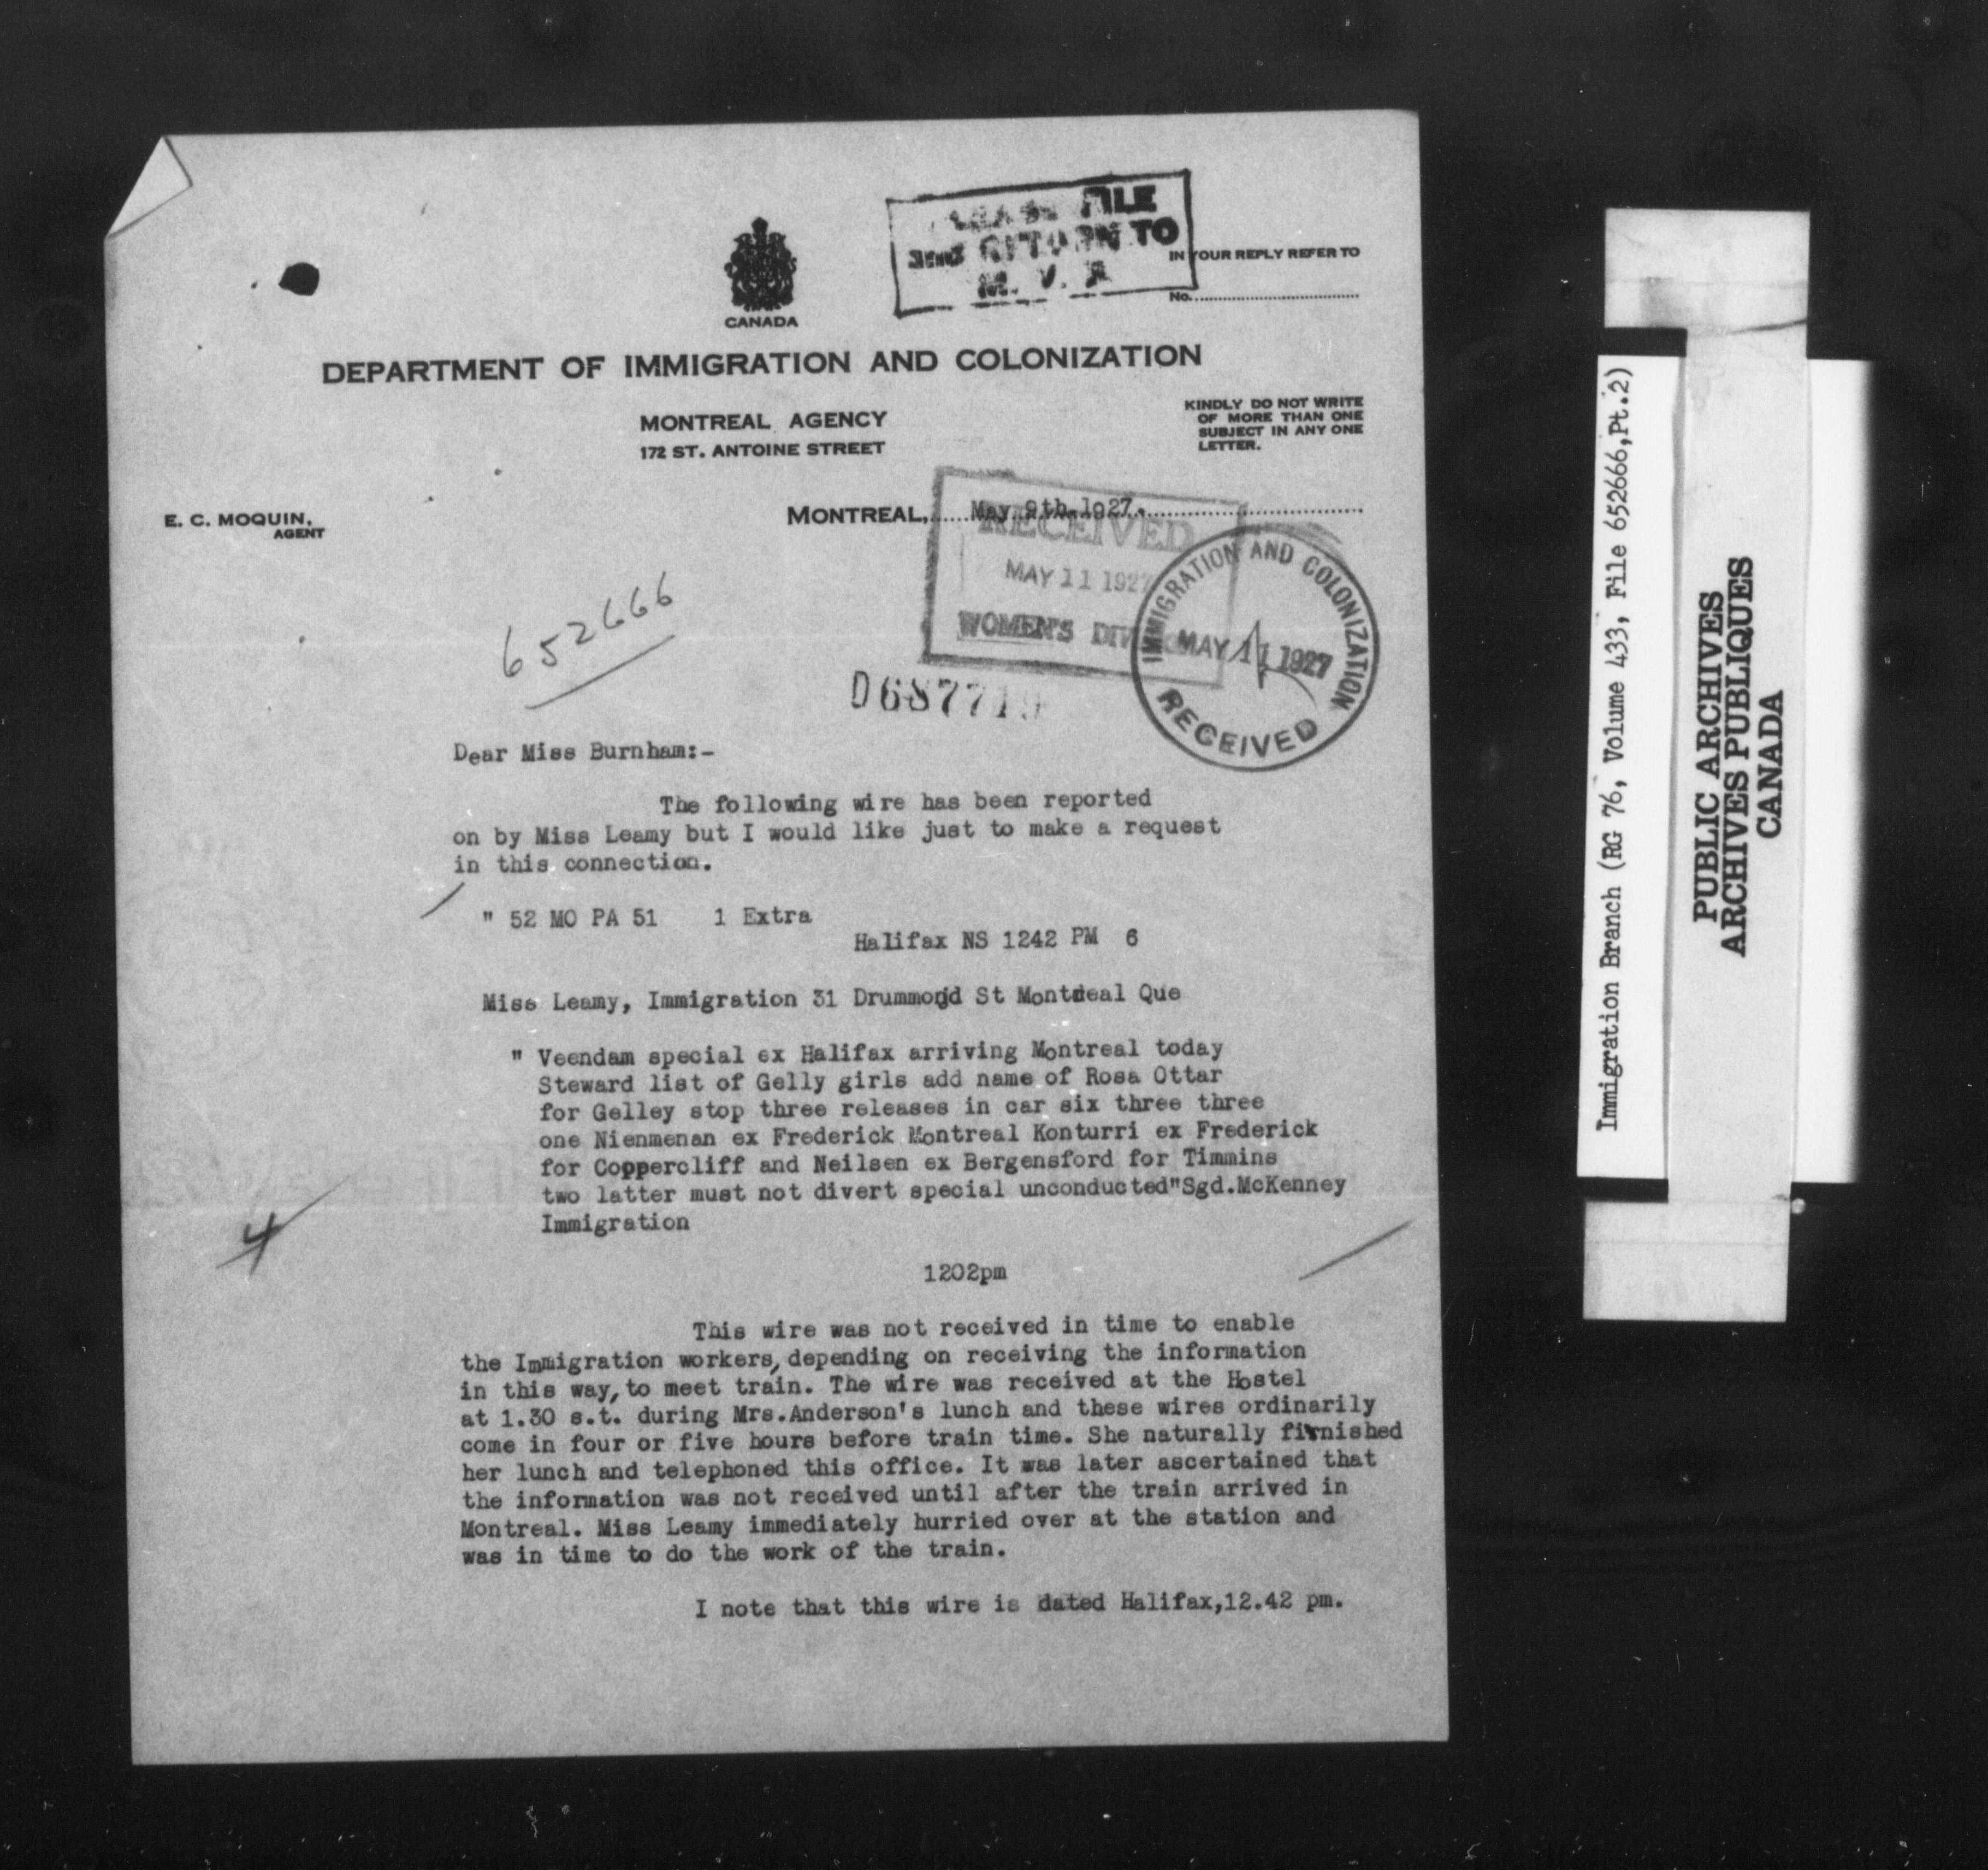 PLEASE FILE
and RETURN TO
M. V. B
IN YOUR REPLY REFER TO
No.
CANADA
DEPARTMENT OF IMMIGRATION AND COLONIZATION
MONTREAL AGENCY
172 ST. ANTOINE STREET
KINDLY DO NOT WRITE
OF MORE THAN ONE
SUBJECT IN ANY ONE
LETTER.
E. C. MOQUIN,
AGENT
MONTREAL, May 9th-1927.
RECEIVED
MAY 11 1927
WOMEN'S
IMMIGRATION AND COLONIZATION
MAY 11 1927
RECEIVED
652666
D687719
Dear Miss Burnham:-
The following wire has been reported
on by Miss Leamy but I would like just to make a request
in this connection.
" 52 MO PA 51 1 Extra
Halifax NS 1242 PM 6
Miss Leamy, Immigration 31 Drummond St Montreal Que
" Veendam special ex Halifax arriving Montreal today
Steward list of Gelly girls add name of Rosa Ottar
for Gelley stop three releases in car six three three
one Nienmenan ex Frederick Montreal Konturri ex Frederick
for Coppercliff and Neilsen ex Bergensford for Timmins
two latter must not divert special unconducted"Sgd.McKenney
Immigration
4
1202pm
This wire was not received in time to enable
the Immigration workers, depending on receiving the information
in this way, to meet train. The wire was received at the Hostel
at 1.30 s.t. during Mrs.Anderson's lunch and these wires ordinarily
come in four or five hours before train time. She naturally finished
her lunch and telephoned this office. It was later ascertained that
the information was not received until after the train arrived in
Montreal. Miss Leamy immediately hurried over at the station and
was in time to do the work of the train.
I note that this wire is dated Halifax,12.42 pm.
Immigration Branch (RG 76, Volume 433, File 652666,Pt.2)
PUBLIC ARCHIVES
ARCHIVES PUBLIQUES
CANADA